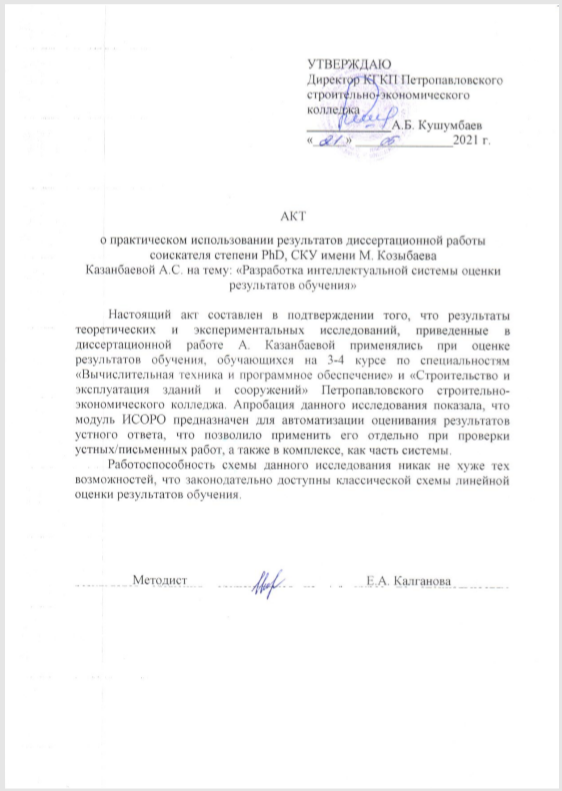 УТВЕРЖДАЮ
Директор КГКП Петропавловского
строительно-экономического
колледжа
_____________А.Б. Кушумбаев
« 21 » 05 2021 г.
АКТ
о практическом использовании результатов диссертационной работы
соискателя степени PhD, СКУ имени М. Козыбаева
Казанбаевой А.С. на тему: «Разработка интеллектуальной системы оценки
результатов обучения»
Настоящий акт составлен в подтверждении того, что результаты
теоретических и экспериментальных исследований, приведенные в
диссертационной работе А. Казанбаевой применялись при оценке
результатов обучения, обучающихся на 3-4 курсе по специальностям
«Вычислительная техника и программное обеспечение» и «Строительство и
эксплуатация зданий и сооружений» Петропавловского строительно-
экономического колледжа. Апробация данного исследования показала, что
модуль ИСОРО предназначен для автоматизации оценивания результатов
устного ответа, что позволило применить его отдельно при проверки
устных/письменных работ, а также в комплексе, как часть системы.
Работоспособность схемы данного исследования никак не хуже тех
возможностей, что законодательно доступны классической схемы линейной
оценки результатов обучения.
Методист Е.А. Калганова